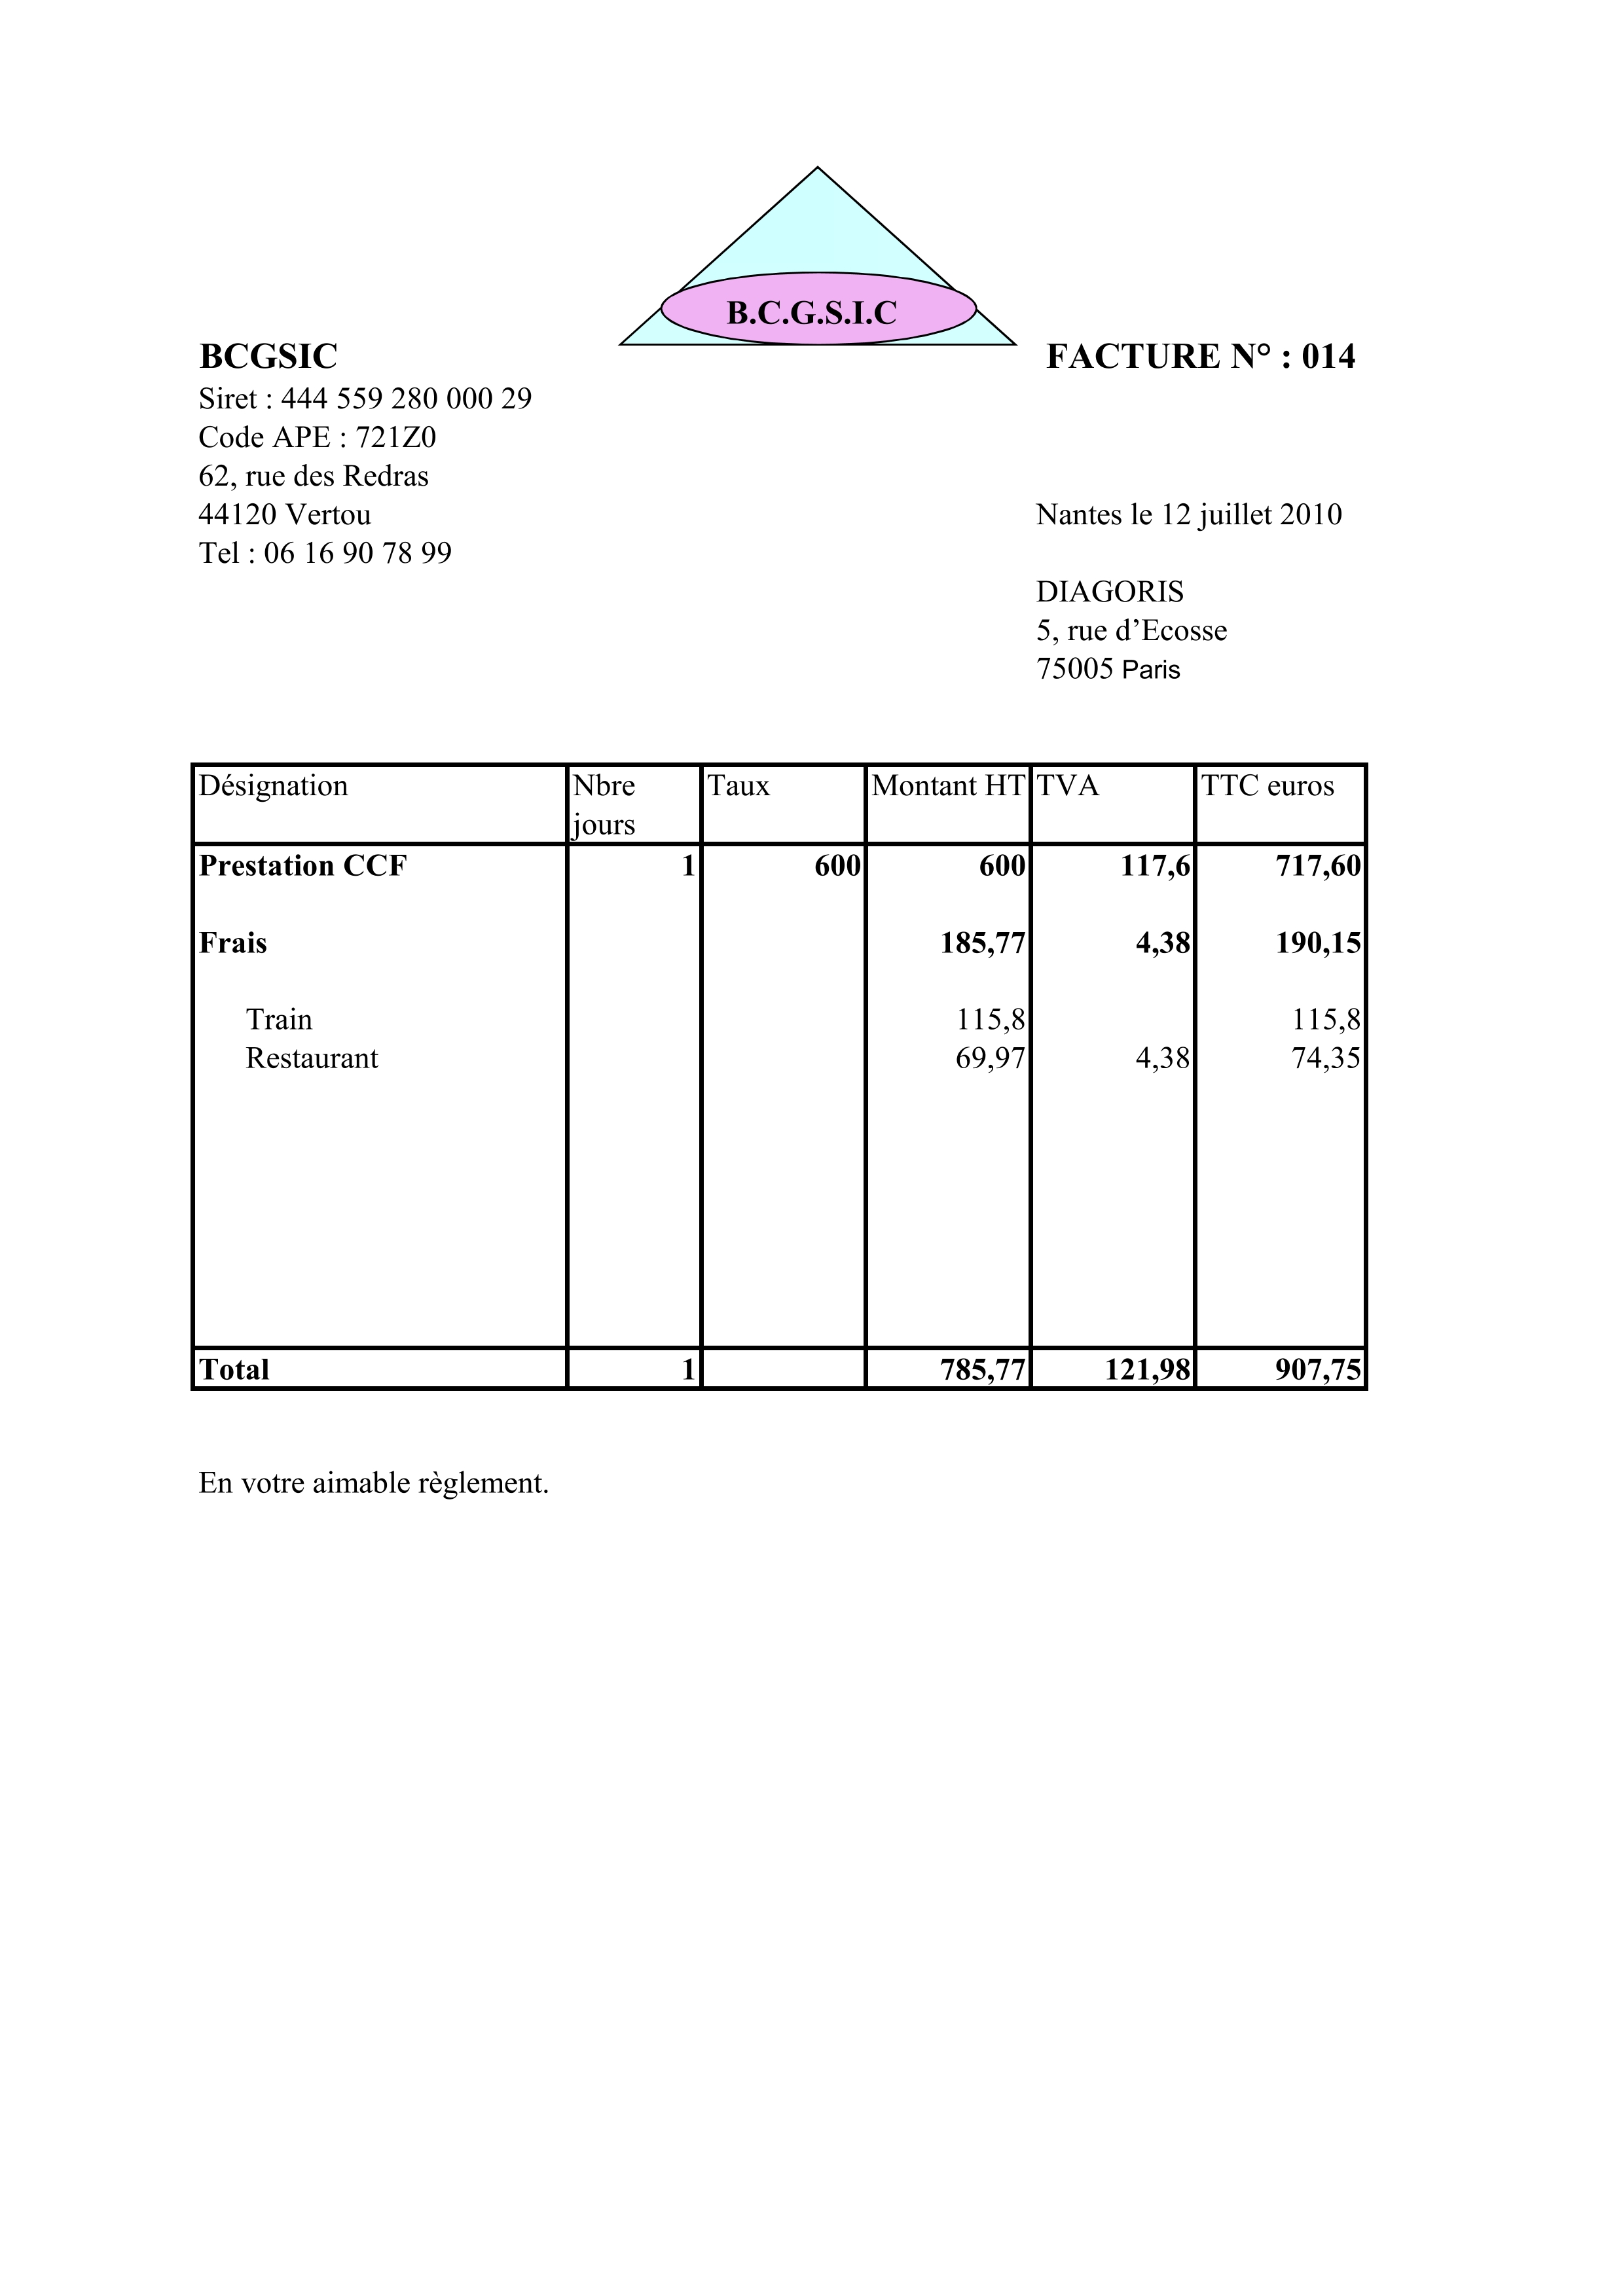 B.C.G.S.I.C
BCGSIC FACTURE N° : 014
Siret : 444 559 280 000 29
Code APE : 721Z0
62, rue des Redras
44120 Vertou Nantes le 12 juillet 2010
Tel : 06 16 90 78 99
DIAGORIS
5, rue d’Ecosse
75005 Paris
Désignation Nbre jours Taux Montant HT TVA TTC euros
Prestation CCF 1 600 600 117,6 717,60
Frais 185,77 4,38 190,15
Train 115,8 115,8
Restaurant 69,97 4,38 74,35
Total 1 785,77 121,98 907,75
En votre aimable règlement.